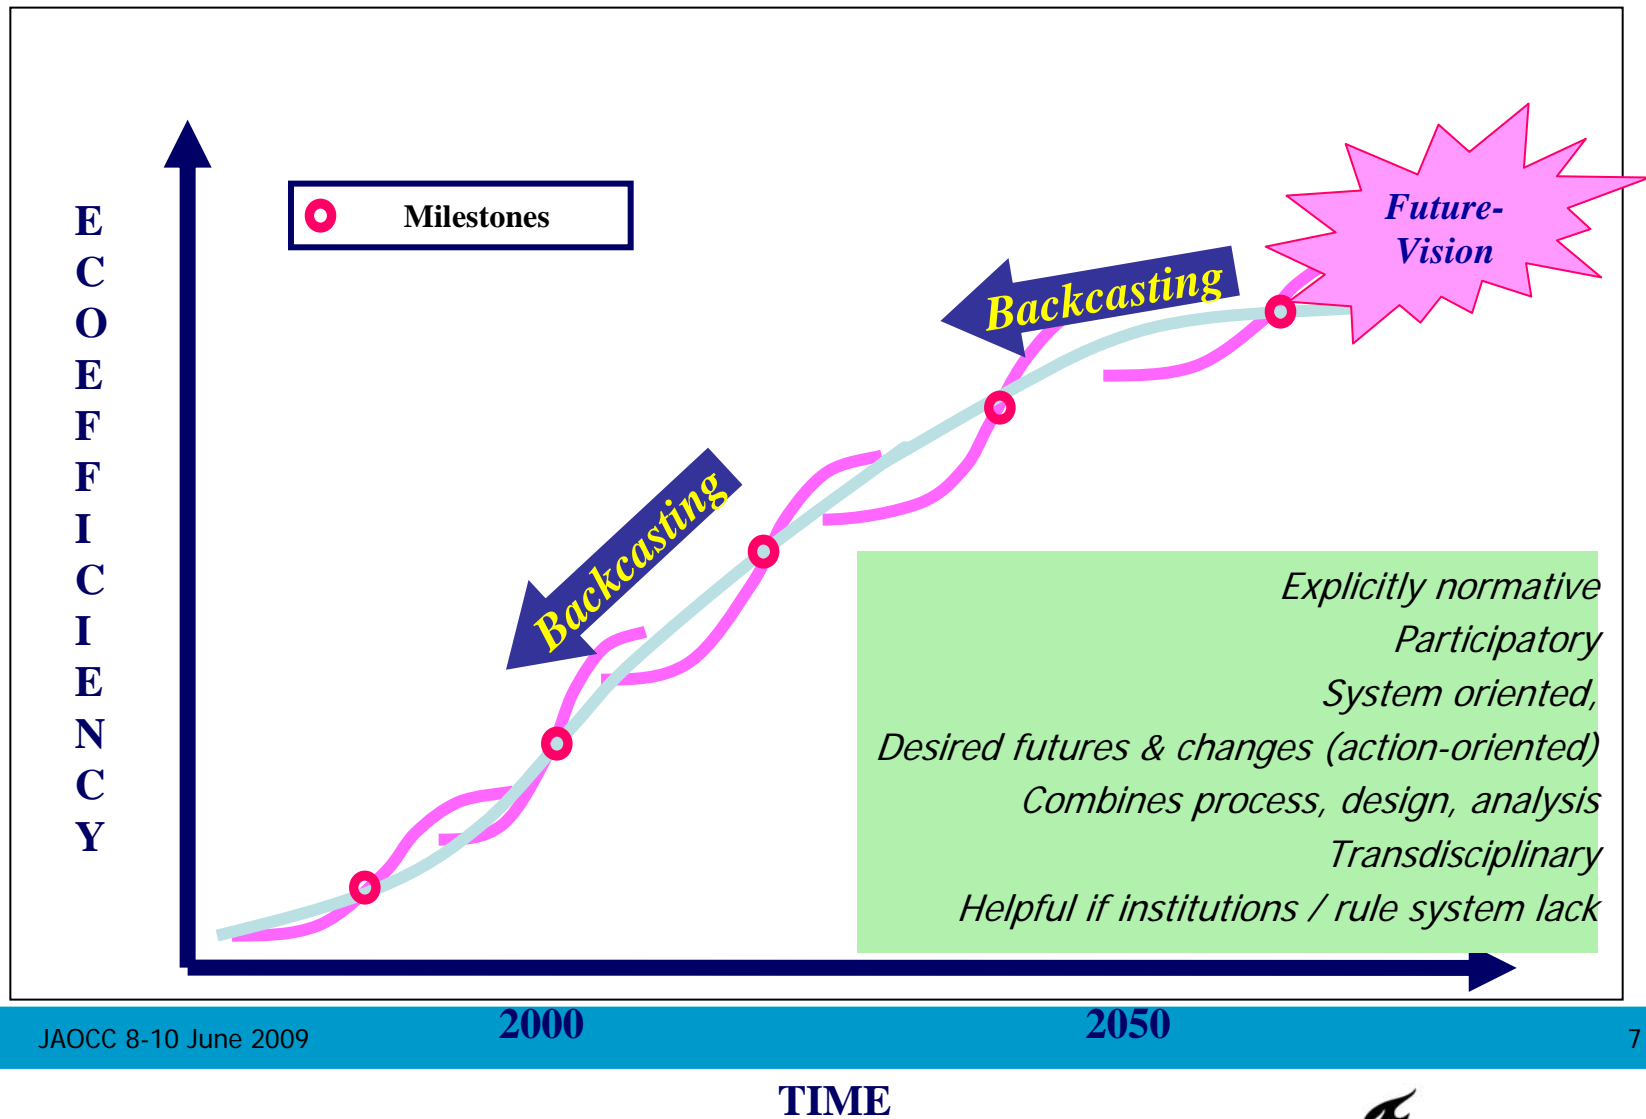 ECOEFFICIENCY
Milestones
Future-
Vision
Backcasting
Backcasting
Explicitly normative
Participatory
System oriented,
Desired futures & changes (action-oriented)
Combines process, design, analysis
Transdisciplinary
Helpful if institutions / rule system lack
JAOCC 8-10 June 2009
2000
2050
7
TIME